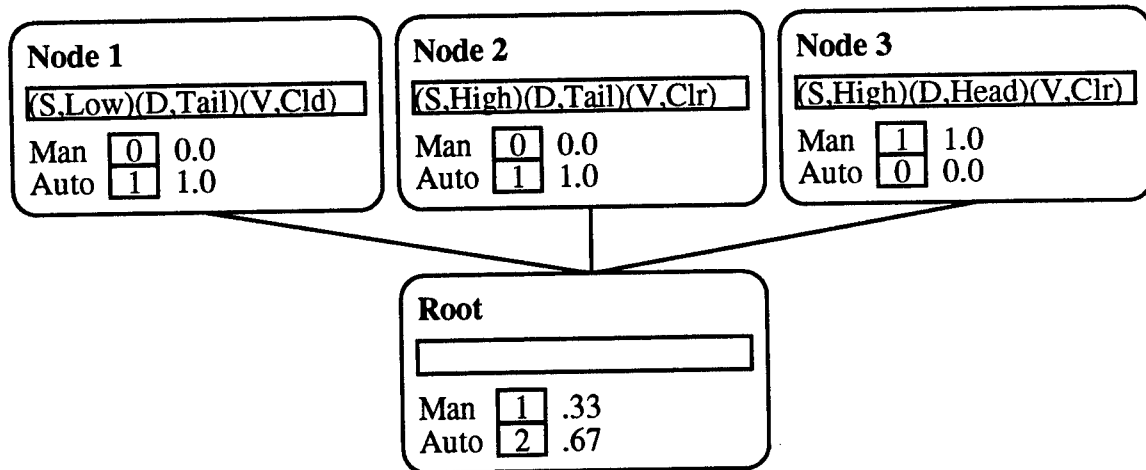 Node 1
(S,Low)(D,Tail)(V,Cld)
Man 0 0.0
Auto 1 1.0
Node 2
(S,High)(D,Tail)(V,Clr)
Man 0 0.0
Auto 1 1.0
Node 3
(S,High)(D,Head)(V,Clr)
Man 1 1.0
Auto 0 0.0
Root
Man 1 .33
Auto 2 .67